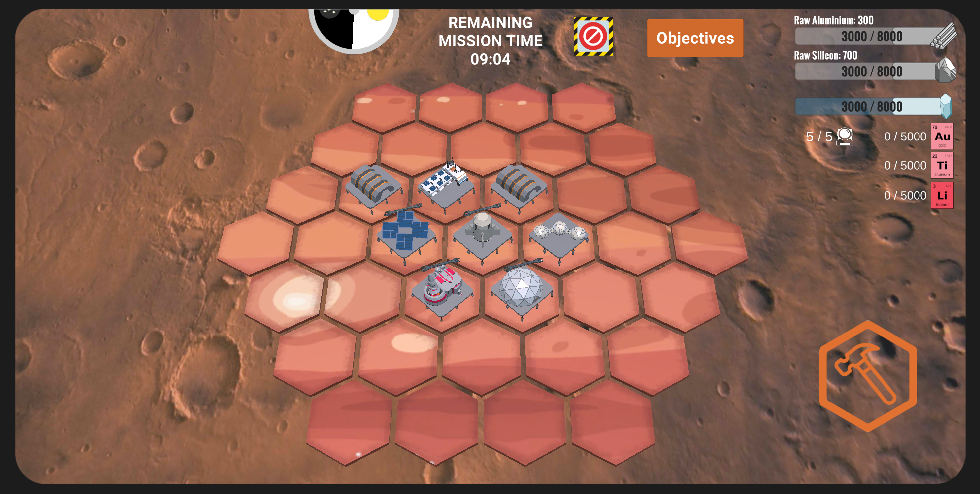 REMAINING
MISSION TIME
09:04
Objectives
Raw Aluminium: 300
3000 / 8000
Raw Silicon: 700
3000 / 8000
3000 / 8000
5 / 5
0 / 5000
Au
0 / 5000
Ti
0 / 5000
Li